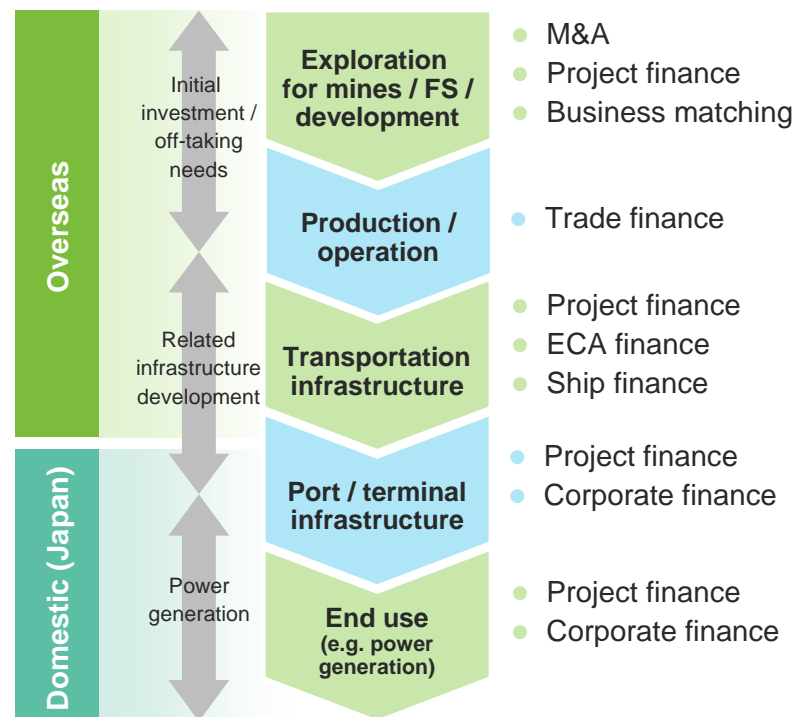 Overseas
Initial
investment /
off-taking
needs
Exploration
for mines / FS /
development
M&A
Project finance
Business matching
Production /
operation
Trade finance
Related
infrastructure
development
Transportation
infrastructure
Project finance
ECA finance
Ship finance
Domestic (Japan)
Port / terminal
infrastructure
Project finance
Corporate finance
Power
generation
End use
(e.g. power
generation)
Project finance
Corporate finance